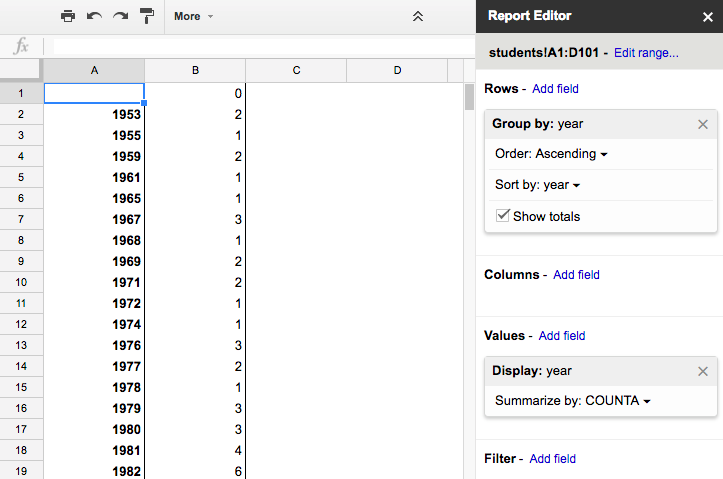 More
Report Editor
fx
students!A1:D101 - Edit range...
A B C D
Rows - Add field
1 0
2 1953 2
3 1955 1
4 1959 2
5 1961 1
6 1965 1
7 1967 3
8 1968 1
9 1969 2
10 1971 2
11 1972 1
12 1974 1
13 1976 3
14 1977 2
15 1978 1
16 1979 3
17 1980 3
18 1981 4
19 1982 6
Group by: year
Order: Ascending
Sort by: year
Show totals
Columns - Add field
Values - Add field
Display: year
Summarize by: COUNTA
Filter - Add field